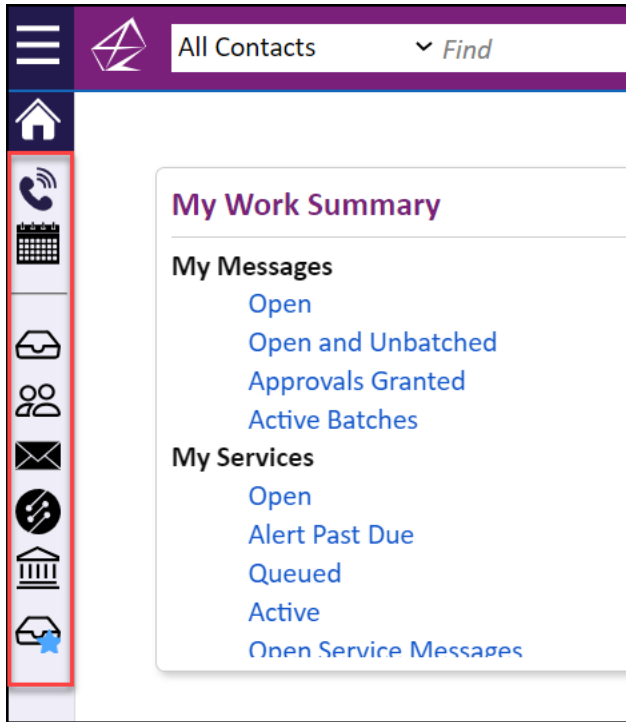 All Contacts Find
My Work Summary
My Messages
Open
Open and Unbatched
Approvals Granted
Active Batches
My Services
Open
Alert Past Due
Queued
Active
Open Service Messages